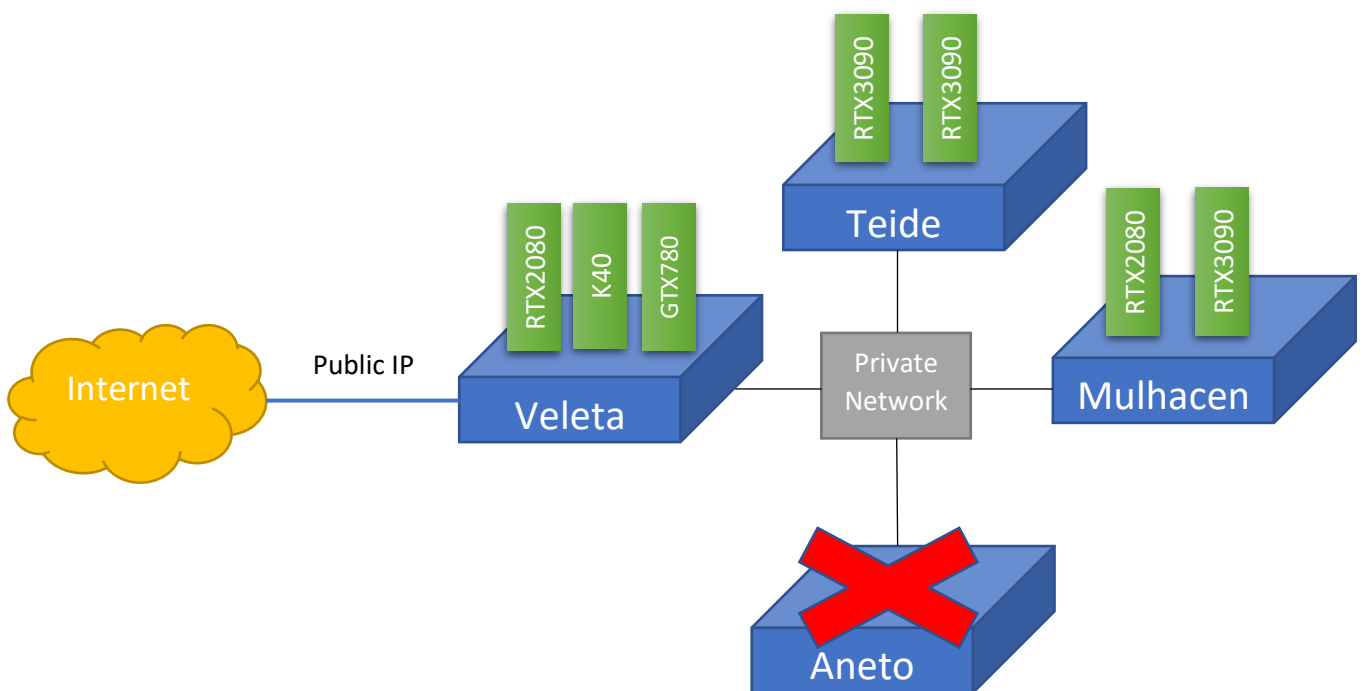 RTX3090
RTX3090
Teide
RTX2080
K40
GTX780
RTX2080
RTX3090
Internet
Public IP
Veleta
Private
Network
Mulhacen
Aneto